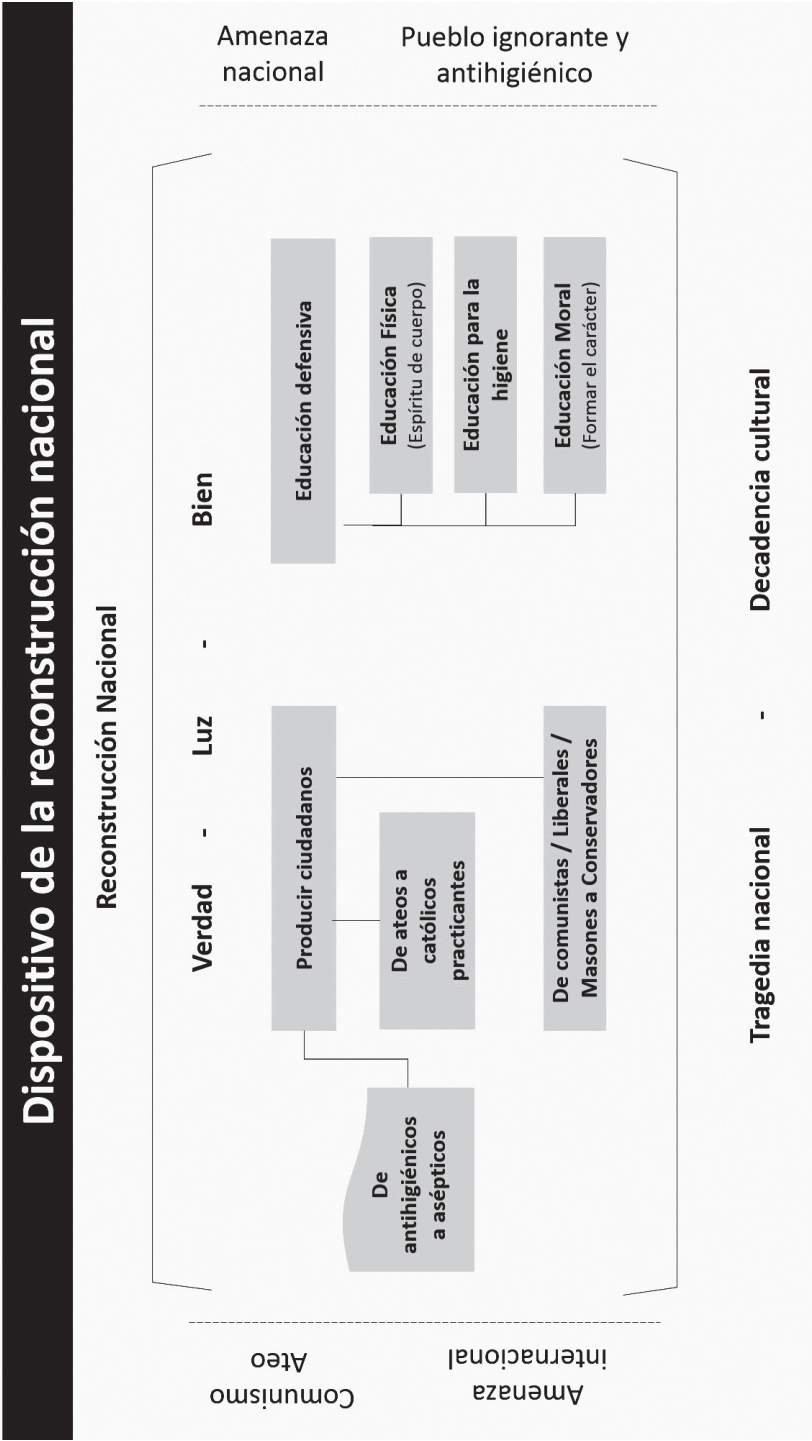 Dispositivo de la reconstrucción nacional
Reconstrucción Nacional
Verdad - Luz - Bien
Comunismo
Ateo
Amenaza
internacional
De
antihigiénicos
a asépticos
Producir ciudadanos
De ateos a
católicos
practicantes
De comunistas / Liberales /
Masones a Conservadores
Educación defensiva
Educación Física
(Espíritu de cuerpo)
Educación para la
higiene
Educación Moral
(Formar el carácter)
Amenaza
nacional
Pueblo ignorante y
antihigiénico
Tragedia nacional - Decadencia cultural